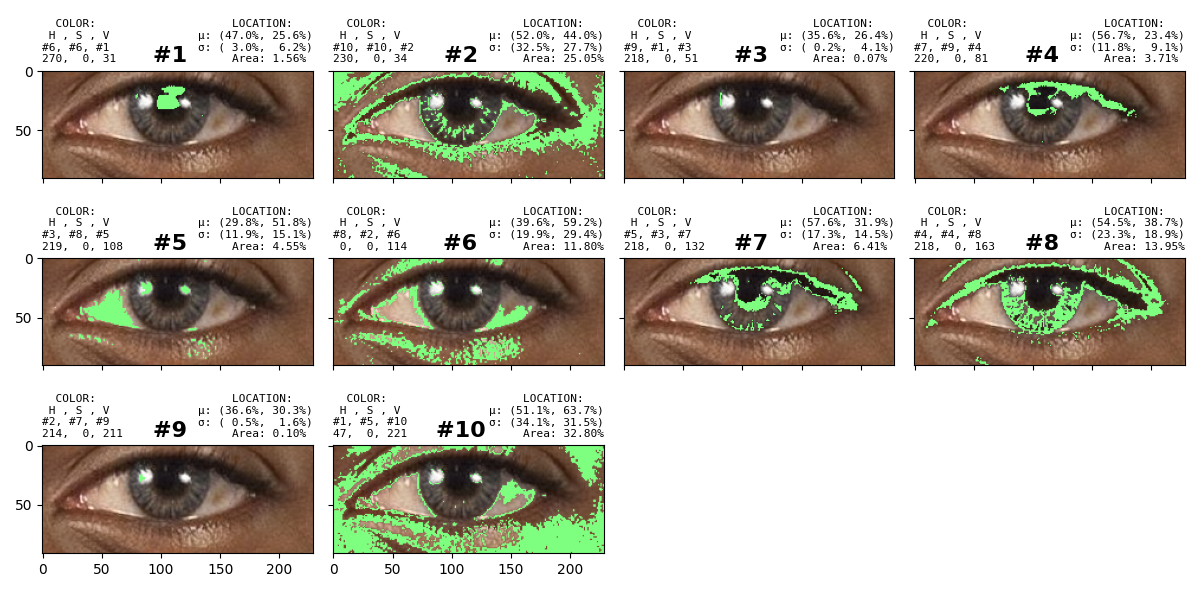 COLOR: LOCATION:
H , S , V μ: (47.0%, 25.6%)
#6, #6, #1 σ: ( 3.0%, 6.2%)
270, 0, 31 #1 Area: 1.56%
COLOR: LOCATION:
H , S , V μ: (52.0%, 44.0%)
#10, #10, #2 σ: (32.5%, 27.7%)
230, 0, 34 #2 Area: 25.05%
COLOR: LOCATION:
H , S , V μ: (35.6%, 26.4%)
#9, #1, #3 σ: ( 0.2%, 4.1%)
218, 0, 51 #3 Area: 0.07%
COLOR: LOCATION:
H , S , V μ: (56.7%, 23.4%)
#7, #9, #4 σ: (11.8%, 9.1%)
220, 0, 81 #4 Area: 3.71%
0
50
COLOR: LOCATION:
H , S , V μ: (29.8%, 51.8%)
#3, #8, #5 σ: (11.9%, 15.1%)
219, 0, 108 #5 Area: 4.55%
COLOR: LOCATION:
H , S , V μ: (39.6%, 59.2%)
#8, #2, #6 σ: (19.9%, 29.4%)
0, 0, 114 #6 Area: 11.80%
COLOR: LOCATION:
H , S , V μ: (57.6%, 31.9%)
#5, #3, #7 σ: (17.3%, 14.5%)
218, 0, 132 #7 Area: 6.41%
COLOR: LOCATION:
H , S , V μ: (54.5%, 38.7%)
#4, #4, #8 σ: (23.3%, 18.9%)
218, 0, 163 #8 Area: 13.95%
0
50
COLOR: LOCATION:
H , S , V μ: (36.6%, 30.3%)
#2, #7, #9 σ: ( 0.5%, 1.6%)
214, 0, 211 #9 Area: 0.10%
COLOR: LOCATION:
H , S , V μ: (51.1%, 63.7%)
#1, #5, #10 σ: (34.1%, 31.5%)
47, 0, 221 #10 Area: 32.80%
0
50
0 50 100 150 200
0 50 100 150 200